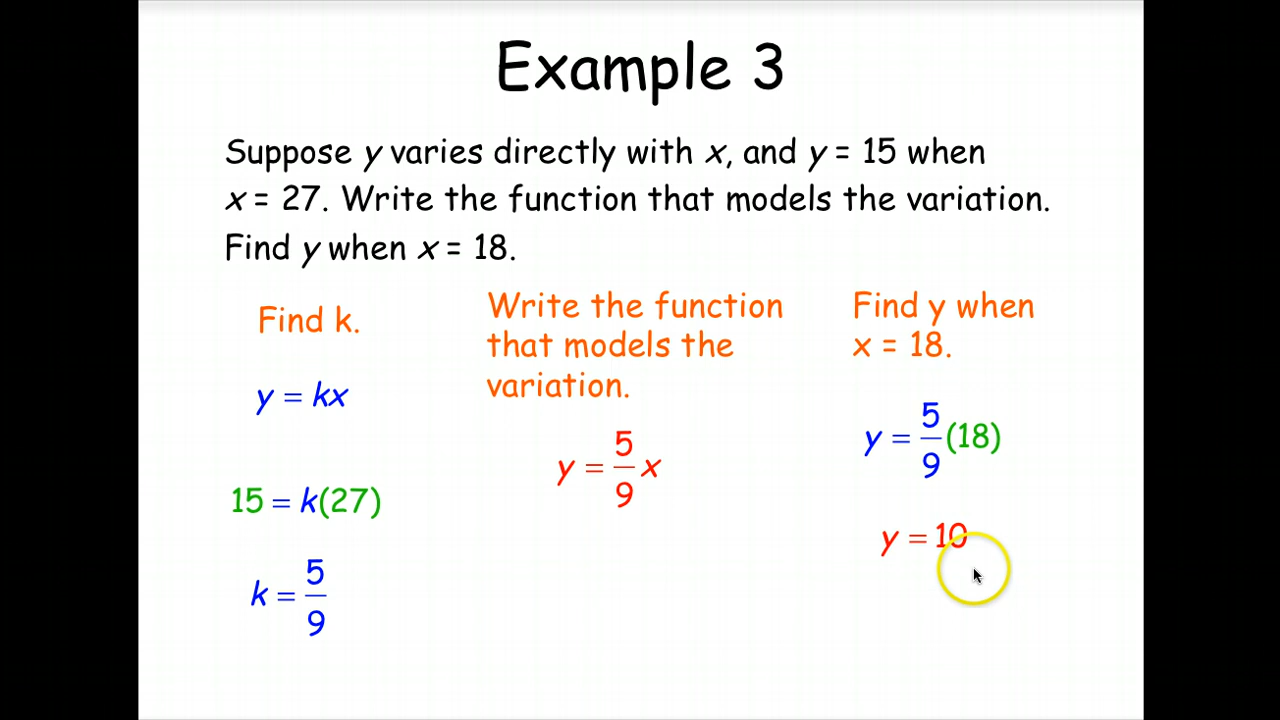 Example 3
Suppose y varies directly with x, and y = 15 when
x = 27. Write the function that models the variation.
Find y when x = 18.
Find k.
y = kx
15 = k(27)
k = 5/9
Write the function
that models the
variation.
y = 5/9 x
Find y when
x = 18.
y = 5/9 (18)
y = 10